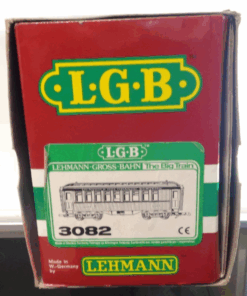 L·G·B
L·G·B
LEHMANN-GROSS-BAHN "The Big Train"
3082
CE
Made in
W.-Germany
by
LEHMANN